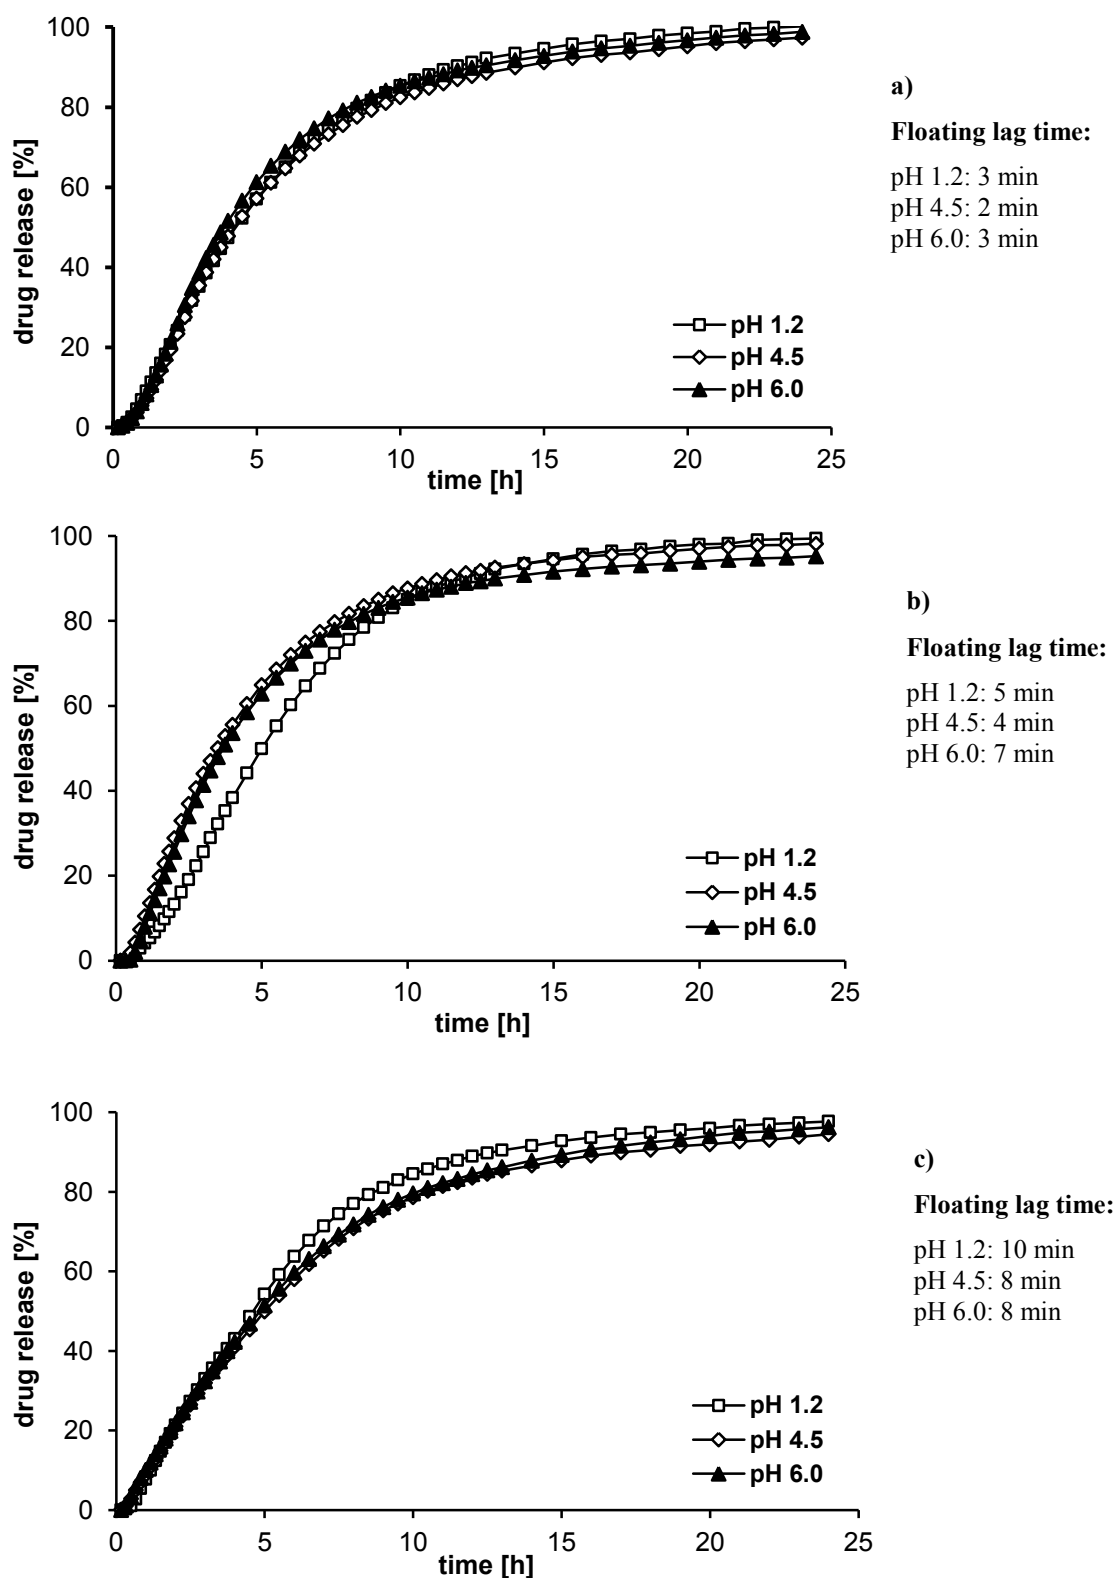 100
80
60
40
20
0
drug release [%]
0 5 10 15 20 25
time [h]
pH 1.2
pH 4.5
pH 6.0
a)
Floating lag time:
pH 1.2: 3 min
pH 4.5: 2 min
pH 6.0: 3 min
100
80
60
40
20
0
drug release [%]
0 5 10 15 20 25
time [h]
pH 1.2
pH 4.5
pH 6.0
b)
Floating lag time:
pH 1.2: 5 min
pH 4.5: 4 min
pH 6.0: 7 min
100
80
60
40
20
0
drug release [%]
0 5 10 15 20 25
time [h]
pH 1.2
pH 4.5
pH 6.0
c)
Floating lag time:
pH 1.2: 10 min
pH 4.5: 8 min
pH 6.0: 8 min